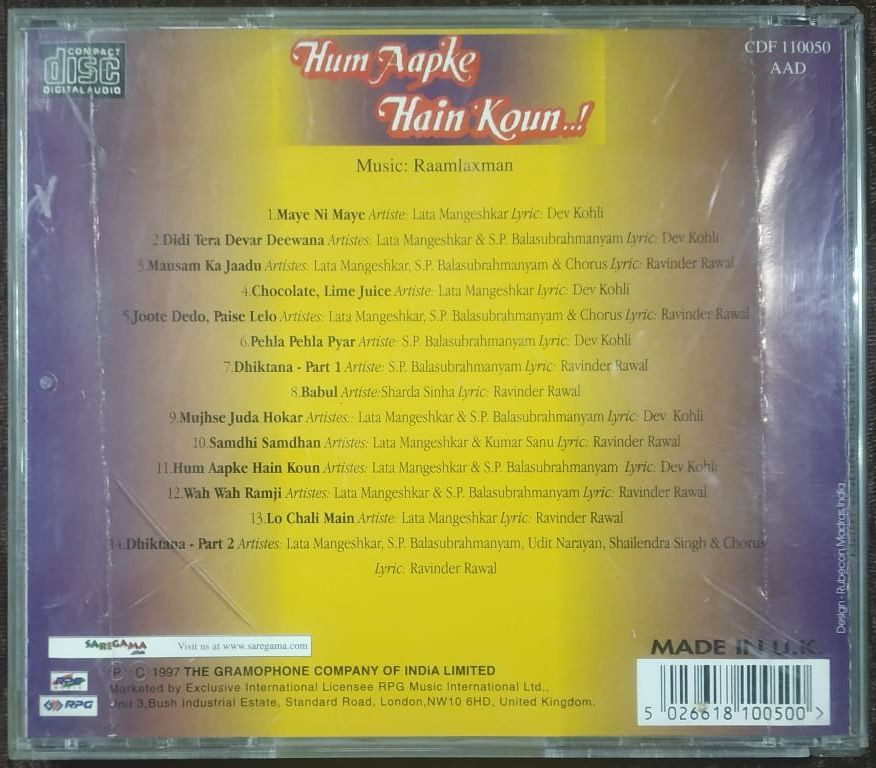 COMPACT
disc
DIGITAL AUDIO
Hum Aapke
Hain Koun..!
CDF 110050
AAD
Music: Raamlaxman
1.Maye Ni Maye Artiste: Lata Mangeshkar Lyric: Dev Kohli
2.Didi Tera Devar Deewana Artistes: Lata Mangeshkar & S.P. Balasubrahmanyam Lyric: Dev Kohli
3.Mausam Ka Jaadu Artistes: Lata Mangeshkar, S.P. Balasubrahmanyam & Chorus Lyric: Ravinder Rawal
4.Chocolate, Lime Juice Artiste: Lata Mangeshkar Lyric: Dev Kohli
5.Joote Dedo, Paise Lelo Artistes: Lata Mangeshkar, S.P. Balasubrahmanyam & Chorus Lyric: Ravinder Rawal
6.Pehla Pehla Pyar Artiste: S.P. Balasubrahmanyam Lyric: Dev Kohli
7.Dhiktana - Part 1 Artiste: S.P. Balasubrahmanyam Lyric: Ravinder Rawal
8.Babul Artiste:Sharda Sinha Lyric: Ravinder Rawal
9.Mujhse Juda Hokar Artistes:: Lata Mangeshkar & S.P. Balasubrahmanyam Lyric: Dev Kohli
10.Samdhi Samdhan Artistes: Lata Mangeshkar & Kumar Sanu Lyric: Ravinder Rawal
11.Hum Aapke Hain Koun Artistes: Lata Mangeshkar & S.P. Balasubrahmanyam Lyric. Dev Kohli
12.Wah Wah Ramji Artistes: Lata Mangeshkar & S.P. Balasubrahmanyam Lyric: Ravinder Rawal
13.Lo Chali Main Artiste: Lata Mangeshkar Lyric: Ravinder Rawal
14.Dhiktana - Part 2 Artistes: Lata Mangeshkar, S.P. Balasubrahmanyam, Udit Narayan, Shailendra Singh & Chorus
Lyric: Ravinder Rawal
Design - Rubecon, Madras, India
SAREGAMA.com Visit us at www.saregama.com
MADE IN U.K.
P C 1997 THE GRAMOPHONE COMPANY OF INDiA LIMITED
Marketed by Exclusive International Licensee RPG Music International Ltd.,
Unit 3,Bush Industrial Estate, Standard Road, London,NW10 6HD, United Kingdom.
RPG
5 026618 100500 >